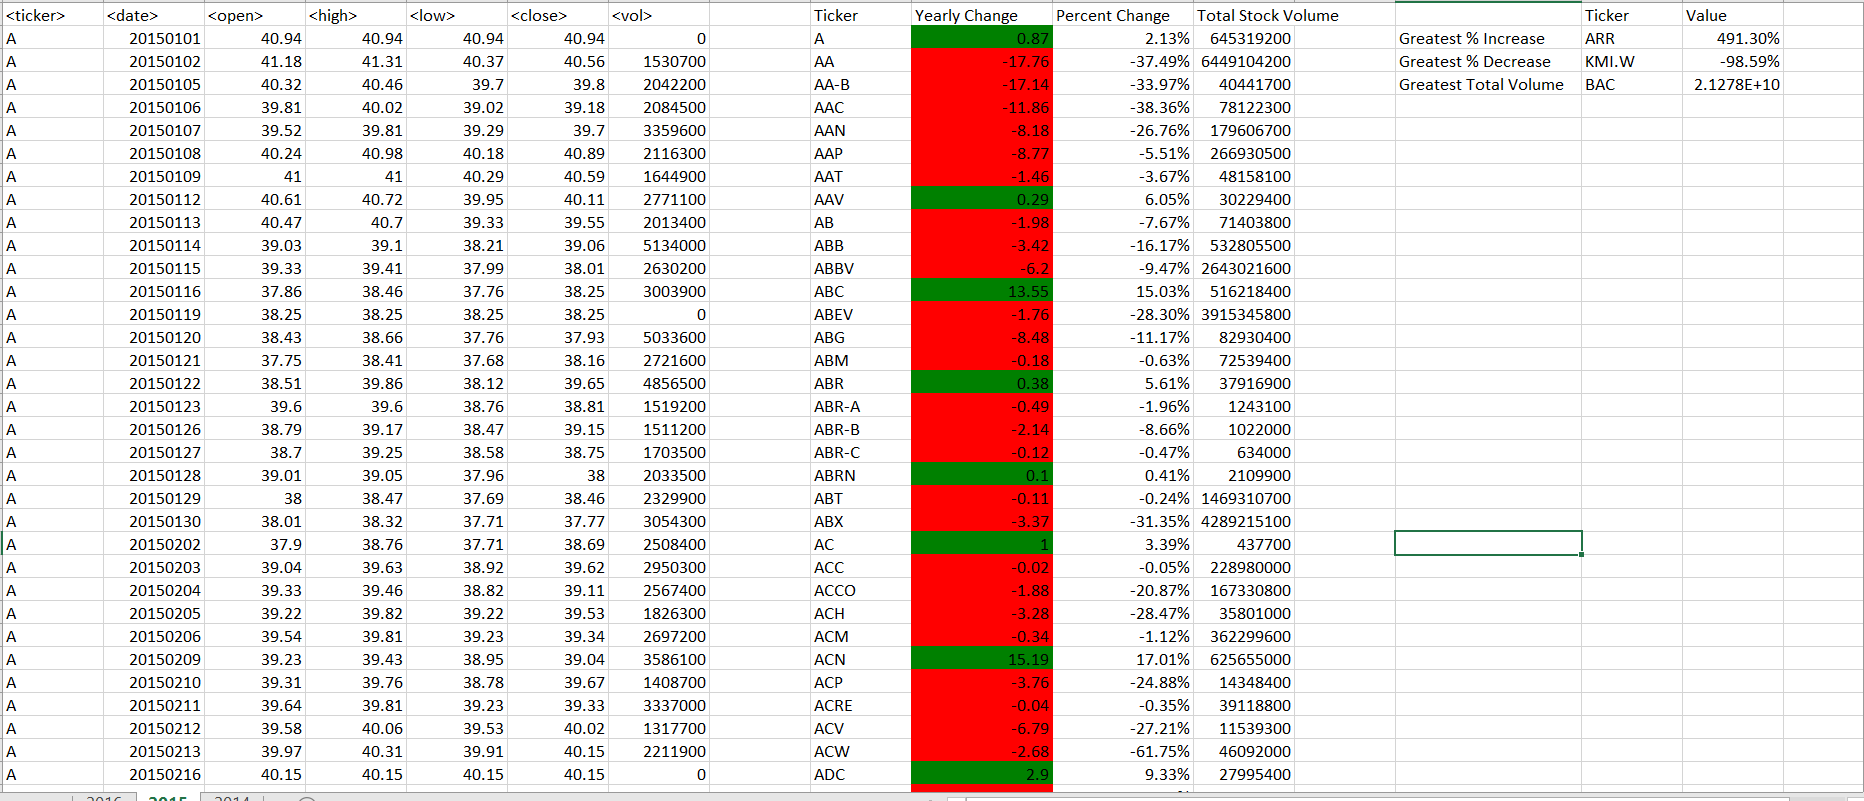 <ticker> <date> <open> <high> <low> <close> <vol> Ticker Yearly Change Percent Change Total Stock Volume Ticker Value
A 20150101 40.94 40.94 40.94 40.94 0 A 0.87 2.13% 645319200 Greatest % Increase ARR 491.30%
A 20150102 41.18 41.31 40.37 40.56 1530700 AA -17.76 -37.49% 6449104200 Greatest % Decrease KMI.W -98.59%
A 20150105 40.32 40.46 39.7 39.8 2042200 AA-B -17.14 -33.97% 40441700 Greatest Total Volume BAC 2.1278E+10
A 20150106 39.81 40.02 39.02 39.18 2084500 AAC -11.86 -38.36% 78122300
A 20150107 39.52 39.81 39.29 39.7 3359600 AAN -8.18 -26.76% 179606700
A 20150108 40.24 40.98 40.18 40.89 2116300 AAP -8.77 -5.51% 266930500
A 20150109 41 41 40.29 40.59 1644900 AAT -1.46 -3.67% 48158100
A 20150112 40.61 40.72 39.95 40.11 2771100 AAV 0.29 6.05% 30229400
A 20150113 40.47 40.7 39.33 39.55 2013400 AB -1.98 -7.67% 71403800
A 20150114 39.03 39.1 38.21 39.06 5134000 ABB -3.42 -16.17% 532805500
A 20150115 39.33 39.41 37.99 38.01 2630200 ABBV -6.2 -9.47% 2643021600
A 20150116 37.86 38.46 37.76 38.25 3003900 ABC 13.55 15.03% 516218400
A 20150119 38.25 38.25 38.25 38.25 0 ABEV -1.76 -28.30% 3915345800
A 20150120 38.43 38.66 37.76 37.93 5033600 ABG -8.48 -11.17% 82930400
A 20150121 37.75 38.41 37.68 38.16 2721600 ABM -0.18 -0.63% 72539400
A 20150122 38.51 39.86 38.12 39.65 4856500 ABR 0.38 5.61% 37916900
A 20150123 39.6 39.6 38.76 38.81 1519200 ABR-A -0.49 -1.96% 1243100
A 20150126 38.79 39.17 38.47 39.15 1511200 ABR-B -2.14 -8.66% 1022000
A 20150127 38.7 39.25 38.58 38.75 1703500 ABR-C -0.12 -0.47% 634000
A 20150128 39.01 39.05 37.96 38 2033500 ABRN 0.1 0.41% 2109900
A 20150129 38 38.47 37.69 38.46 2329900 ABT -0.11 -0.24% 1469310700
A 20150130 38.01 38.32 37.71 37.77 3054300 ABX -3.37 -31.35% 4289215100
A 20150202 37.9 38.76 37.71 38.69 2508400 AC 1 3.39% 437700
A 20150203 39.04 39.63 38.92 39.62 2950300 ACC -0.02 -0.05% 228980000
A 20150204 39.33 39.46 38.82 39.11 2567400 ACCO -1.88 -20.87% 167330800
A 20150205 39.22 39.82 39.22 39.53 1826300 ACH -3.28 -28.47% 35801000
A 20150206 39.54 39.81 39.23 39.34 2697200 ACM -0.34 -1.12% 362299600
A 20150209 39.23 39.43 38.95 39.04 3586100 ACN 15.19 17.01% 625655000
A 20150210 39.31 39.76 38.78 39.67 1408700 ACP -3.76 -24.88% 14348400
A 20150211 39.64 39.81 39.23 39.33 3337000 ACRE -0.04 -0.35% 39118800
A 20150212 39.58 40.06 39.53 40.02 1317700 ACV -6.79 -27.21% 11539300
A 20150213 39.97 40.31 39.91 40.15 2211900 ACW -2.68 -61.75% 46092000
A 20150216 40.15 40.15 40.15 40.15 0 ADC 2.9 9.33% 27995400
2016 2015 2014